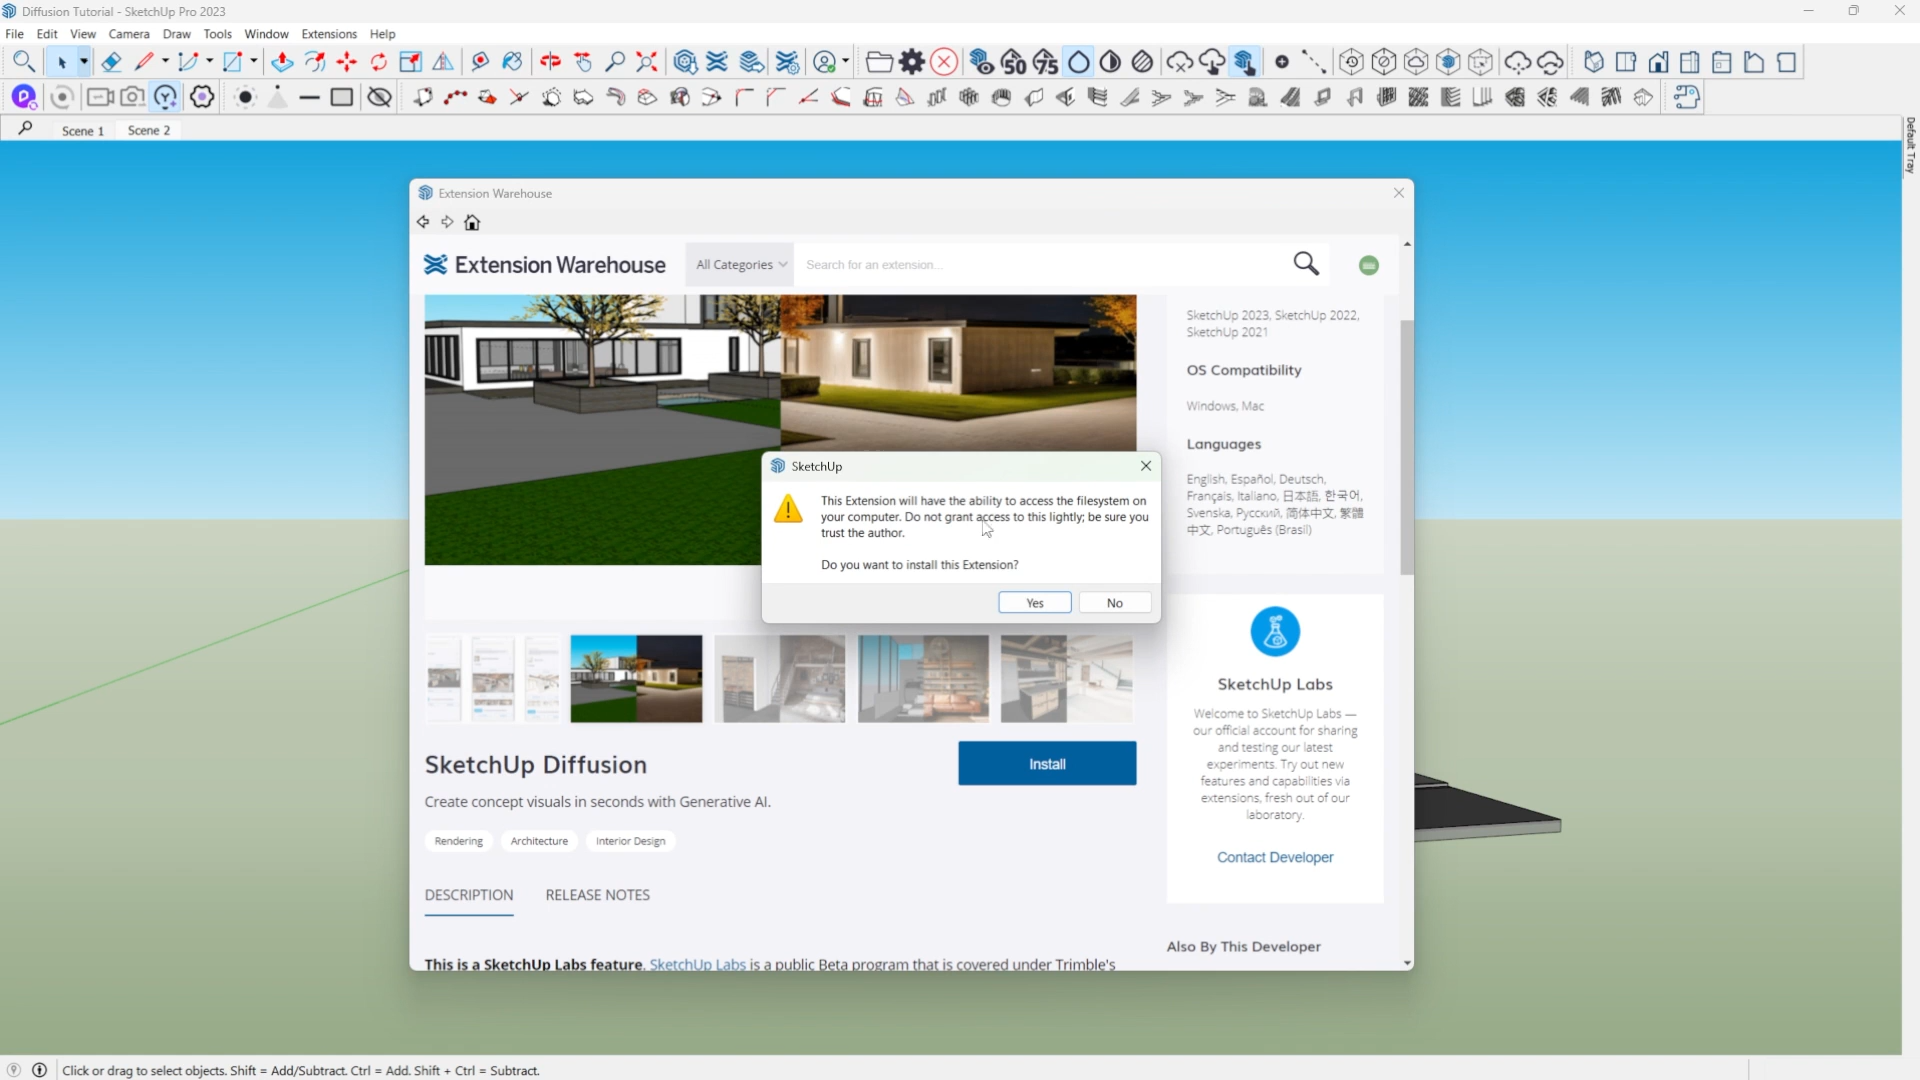 Diffusion Tutorial - SketchUp Pro 2023
File Edit View Camera Draw Tools Window Extensions Help
50 75
Scene 1 Scene 2
Default Tray
Extension Warehouse
Extension Warehouse
All Categories
Search for an extension...
SketchUp 2023, SketchUp 2022,
SketchUp 2021
OS Compatibility
Windows, Mac
Languages
English, Español, Deutsch,
Français, Italiano, 日本語, 한국어,
Svenska, Русский, 简体中文, 繁體
中文, Português (Brasil)
SketchUp
This Extension will have the ability to access the filesystem on
your computer. Do not grant access to this lightly; be sure you
trust the author.
Do you want to install this Extension?
Yes
No
SketchUp Labs
Welcome to SketchUp Labs —
our official account for sharing
and testing our latest
experiments. Try out new
features and capabilities via
extensions, fresh out of our
laboratory.
Contact Developer
SketchUp Diffusion
Install
Create concept visuals in seconds with Generative AI.
Rendering
Architecture
Interior Design
DESCRIPTION
RELEASE NOTES
Also By This Developer
This is a SketchUp Labs feature. SketchUp Labs is a public Beta program that is covered under Trimble's
Click or drag to select objects. Shift = Add/Subtract. Ctrl = Add. Shift + Ctrl = Subtract.